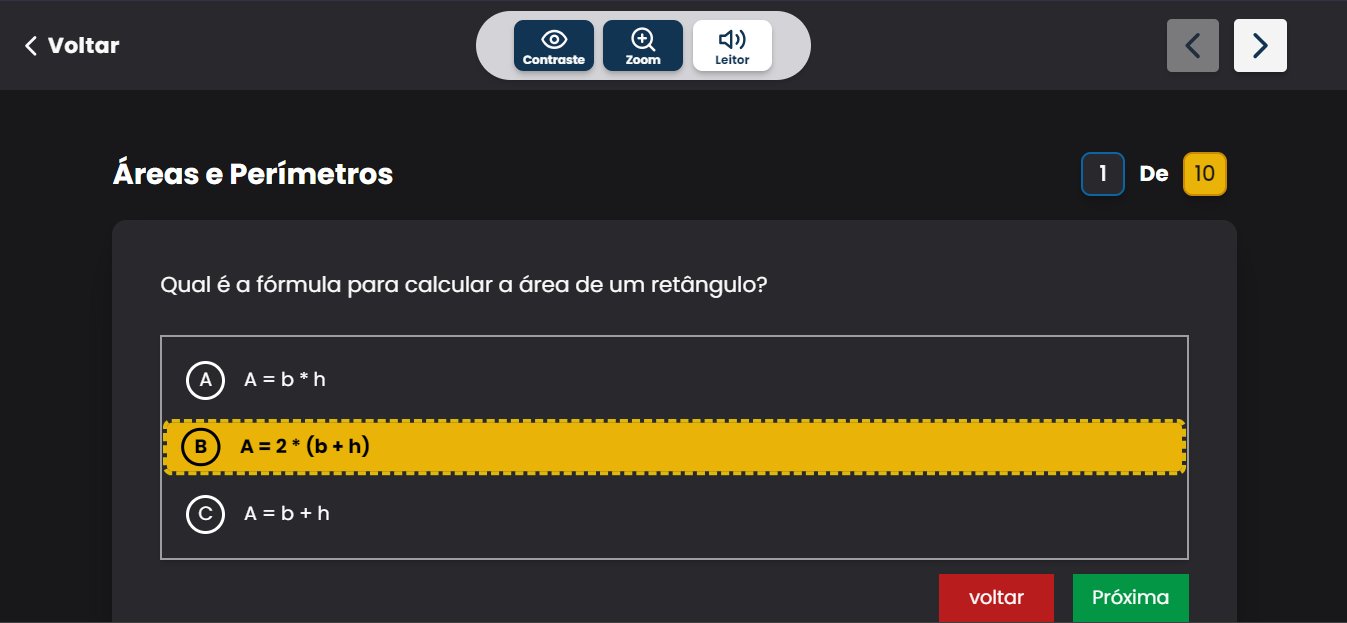 Voltar
Contraste
Zoom
Leitor
Áreas e Perímetros
1 De 10
Qual é a fórmula para calcular a área de um retângulo?
A A = b * h
B A = 2 * (b + h)
C A = b + h
voltar
Próxima